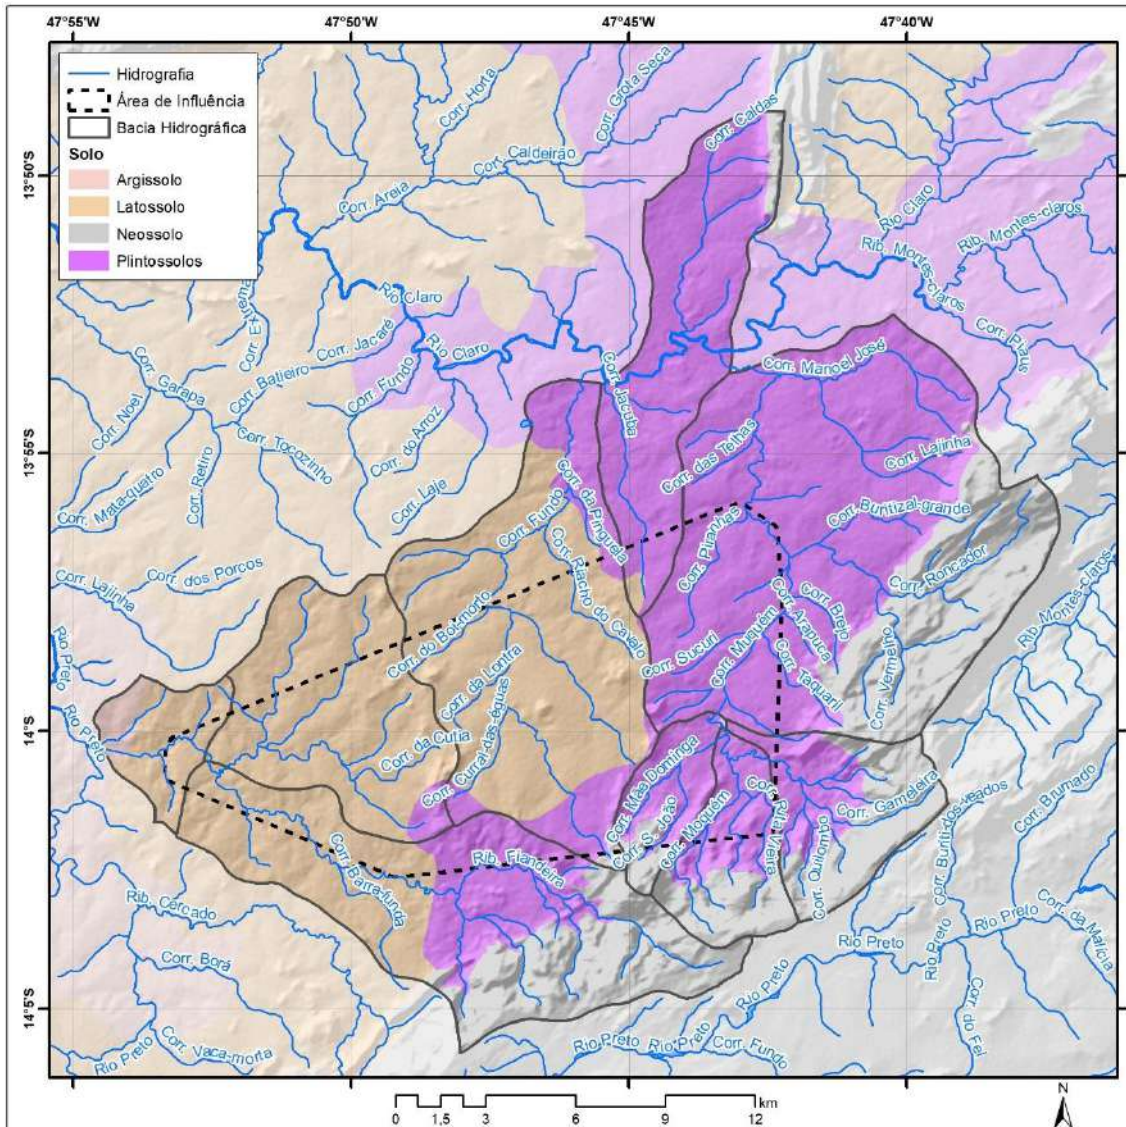 47°55'W
47°50'W
47°45'W
47°40'W
Hidrografia
Área de Influência
Bacia Hidrográfica
Solo
Argissolo
Latossolo
Neossolo
Plintossolos
13°50'S
13°55'S
14°0'S
14°5'S
Corr. Horta
Corr. Grota Seca
Corr. Caldas
Corr. Caldeirão
Corr. Areia
Rio Claro
Rib. Montes-claros
Rib. Montes-claros
Corr. Extrema
Rio Claro
Rio Claro
Corr. Jacaré
Corr. Batieiro
Corr. Fundo
Corr. Garapa
Corr. Noel
Corr. Tocozinho
Corr. do Arroz
Corr. Retiro
Corr. Mata-quatro
Corr. Laje
Corr. Jacuba
Corr. Manoel José
Corr. Piaus
Corr. das Telhas
Corr. Lajinha
Corr. da Pinguela
Corr. Fundo
Corr. Riacho do Cavalo
Corr. Piranhas
Corr. Buritizal-grande
Corr. Roncador
Corr. Lajinha
Corr. dos Porcos
Rio Preto
Rio Preto
Corr. do Boi-morto
Corr. da Lontra
Corr. da Cutia
Corr. Curral-das-éguas
Corr. Sucuri
Corr. Muquém
Corr. Arapuca
Corr. Brejo
Corr. Taquaril
Corr. Vermelho
Rib. Montes-claros
Corr. Mãe Dominga
Corr. S. João
Corr. Moquém
Corr. Rita Vieira
Corr. Gameleira
Corr. Quilombo
Corr. Buriti-dos-veados
Corr. Brumado
Corr. Barra-funda
Rib. Flandeira
Rib. Cercado
Corr. Borá
Rio Preto
Corr. Vaca-morta
Rio Preto
Rio Preto
Rio Preto
Corr. da Malícia
Rio Preto
Rio Preto
Rio Preto
Corr. Fundo
Corr. do Fel
0 1,5 3 6 9 12
km
N